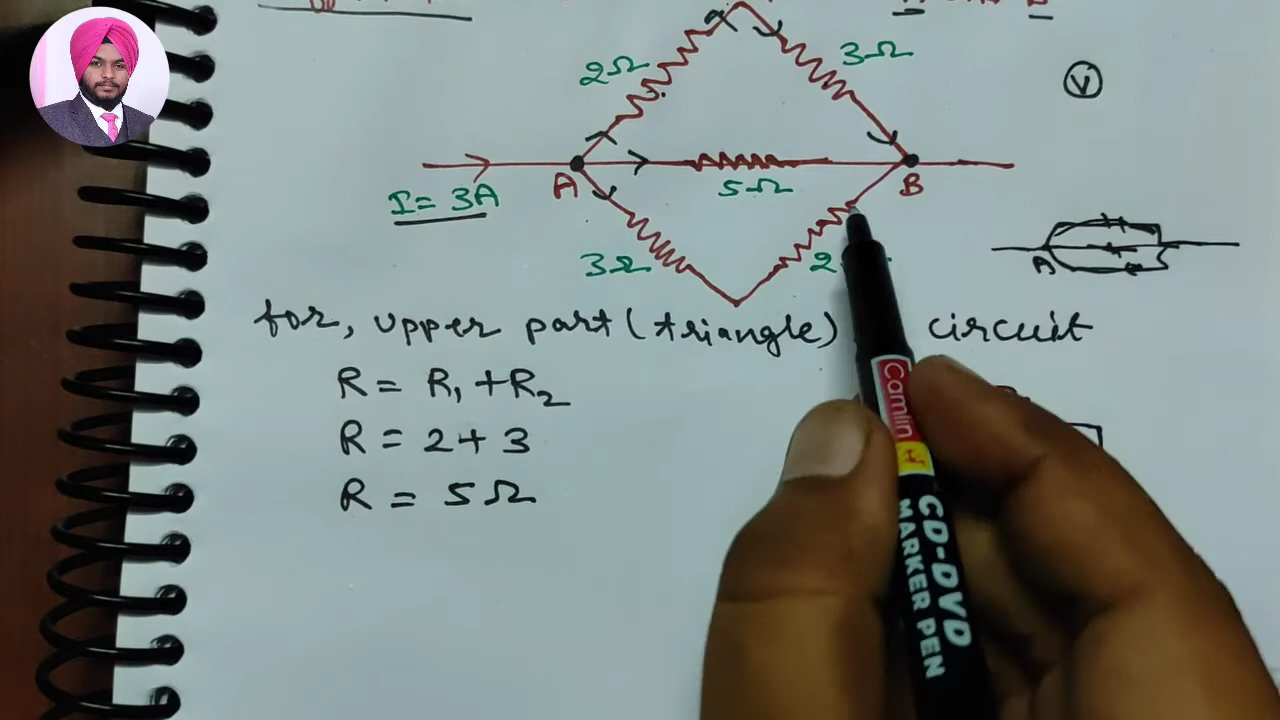 2Ω
3Ω
V
5Ω
A
B
I = 3A
3Ω
2
A
for, upper part (triangle) circuit
R = R₁ + R₂
R = 2 + 3
R = 5Ω
Camlin
CD-DVD
MARKER PEN